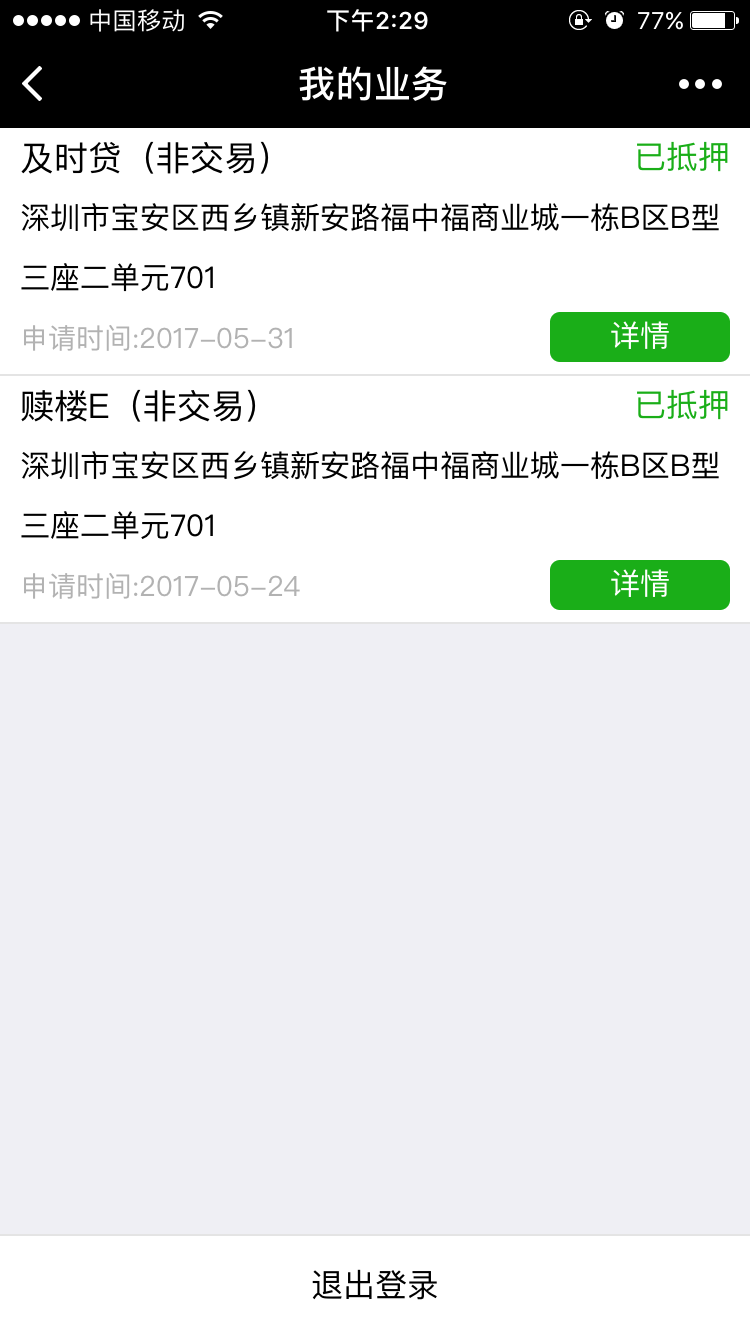 中国移动 下午2:29 77%
我的业务
及时贷（非交易） 已抵押
深圳市宝安区西乡镇新安路福中福商业城一栋B区B型
三座二单元701
申请时间:2017-05-31 详情
赎楼E（非交易） 已抵押
深圳市宝安区西乡镇新安路福中福商业城一栋B区B型
三座二单元701
申请时间:2017-05-24 详情
退出登录